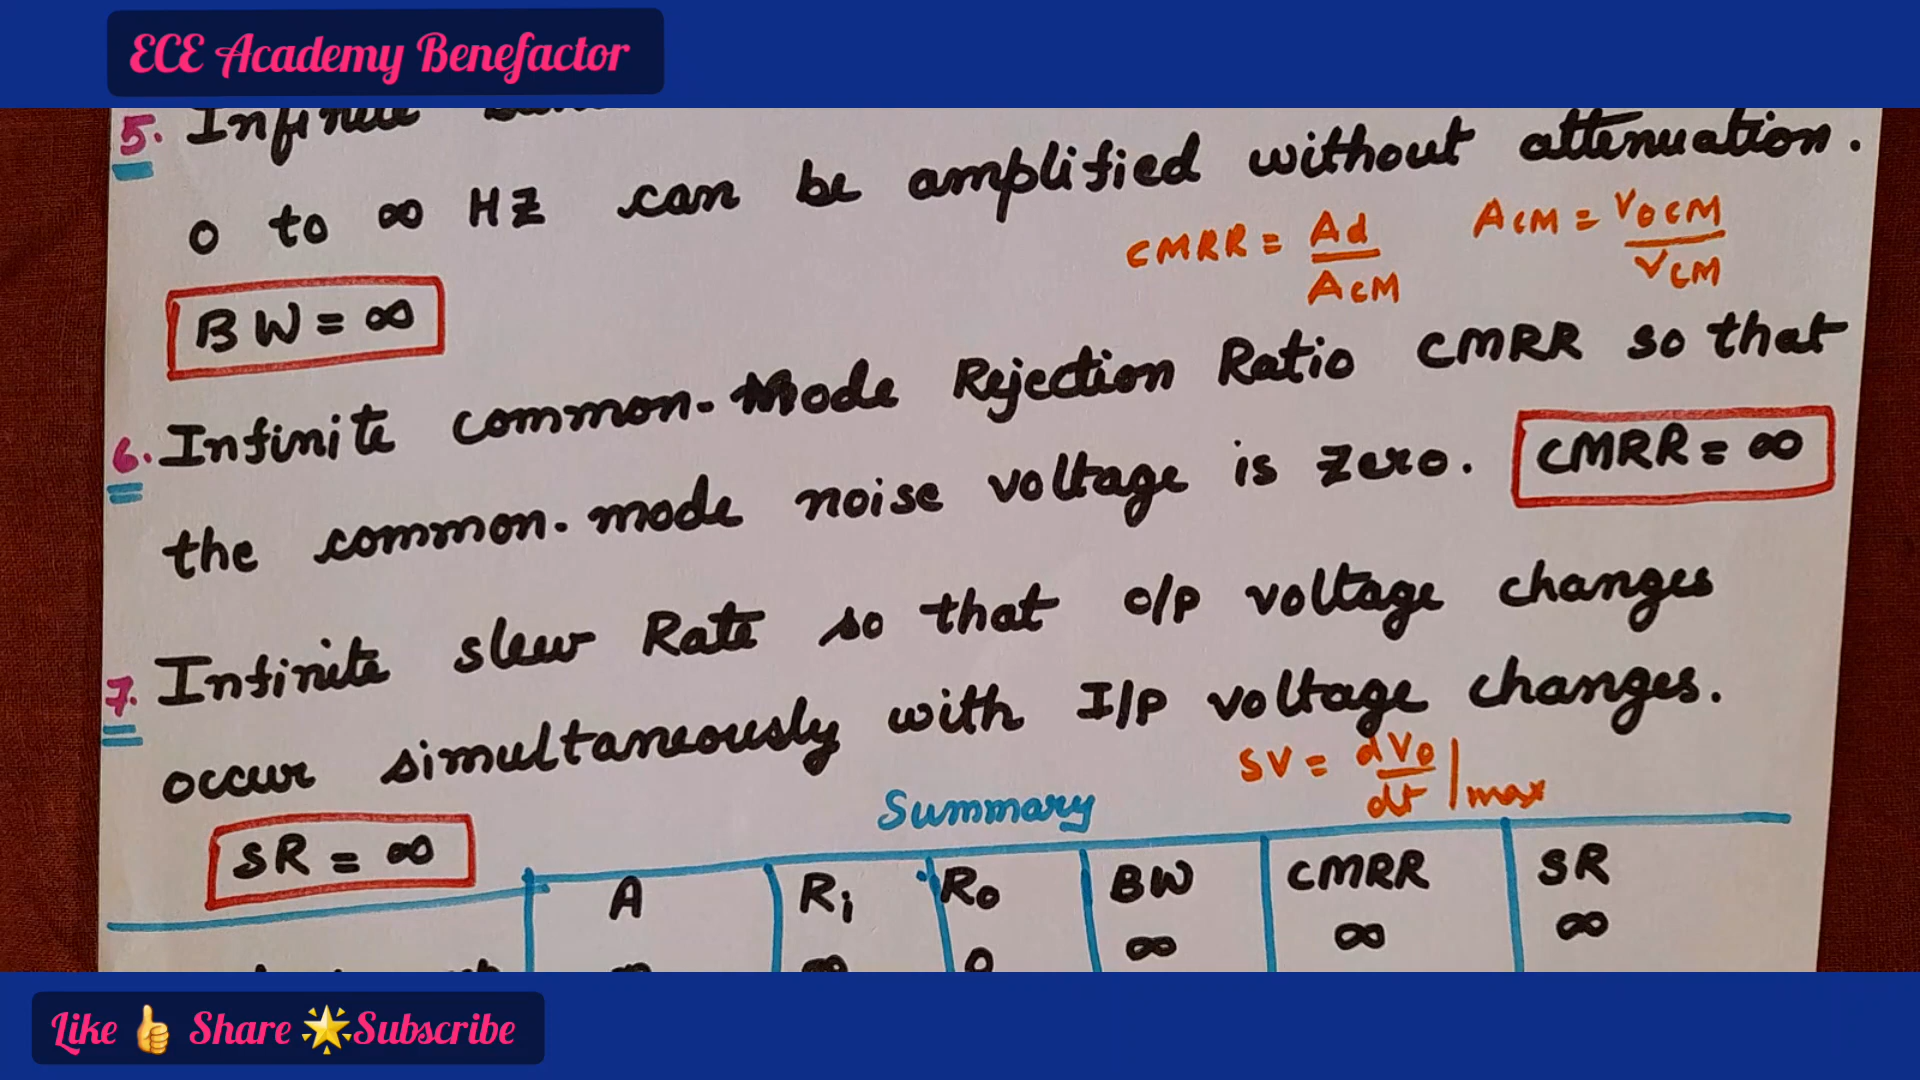 ECE Academy Benefactor
5. Infinite
0 to ∞ HZ can be amplified without attenuation.
CMRR = Ad / ACM
ACM = VOCM / VCM
BW = ∞
6. Infinite common-Mode Rejection Ratio CMRR so that
the common-mode noise voltage is zero.
CMRR = ∞
7. Infinite slew Rate so that o/p voltage changes
occur simultaneously with I/p voltage changes.
SV = dVo / dt | max
SR = ∞
Summary
A Ri Ro BW CMRR SR
∞ ∞ 0 ∞ ∞ ∞
Like 👍 Share 🌟Subscribe